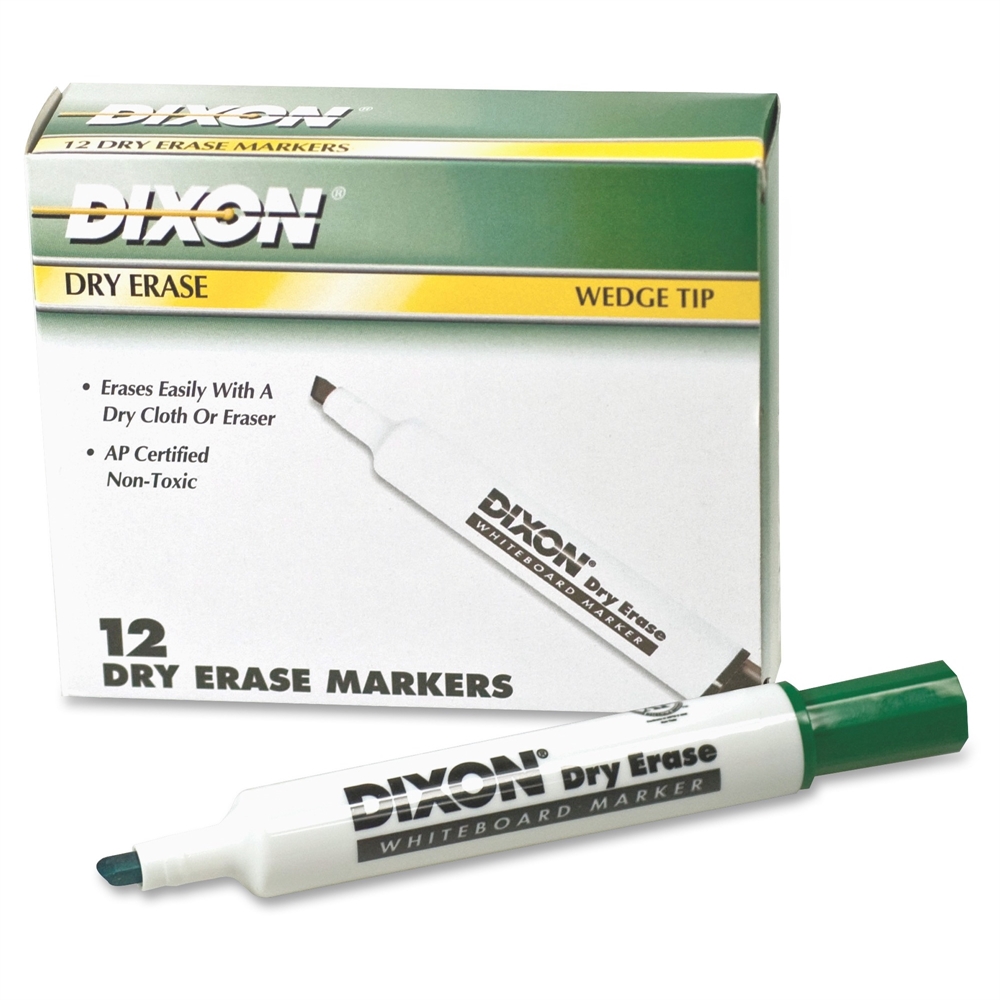 DIXON®
12 DRY ERASE MARKERS
DIXON®
DRY ERASE
WEDGE TIP
• Erases Easily With A
Dry Cloth Or Eraser
• AP Certified
Non-Toxic
DIXON® Dry Erase
WHITEBOARD MARKER
12
DRY ERASE MARKERS
DIXON® Dry Erase
WHITEBOARD MARKER